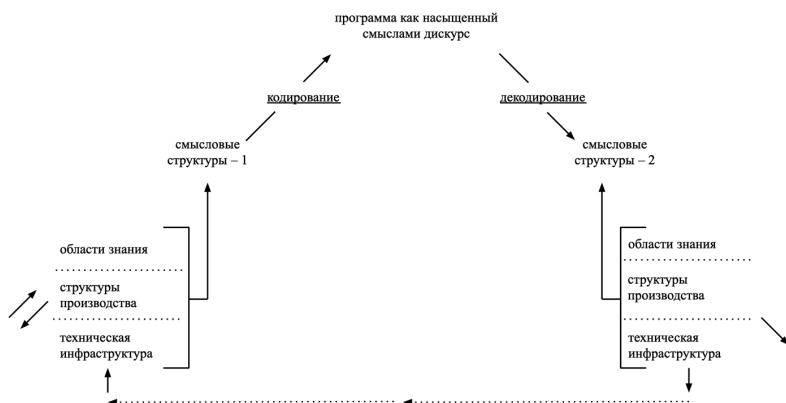 программа как насыщенный
смыслами дискурс
кодирование
декодирование
смысловые
структуры – 1
смысловые
структуры – 2
области знания
структуры
производства
техническая
инфраструктура
области знания
структуры
производства
техническая
инфраструктура